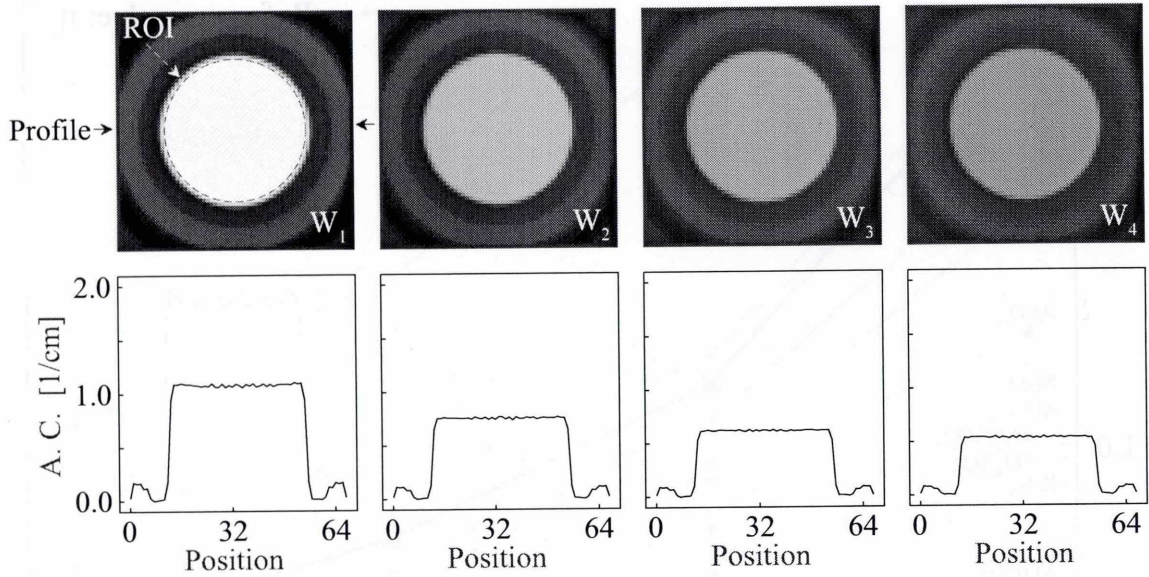 ROI
Profile
W1
W2
W3
W4
A. C. [1/cm]
2.0
1.0
0.0
0 32 64
Position
0 32 64
Position
0 32 64
Position
0 32 64
Position